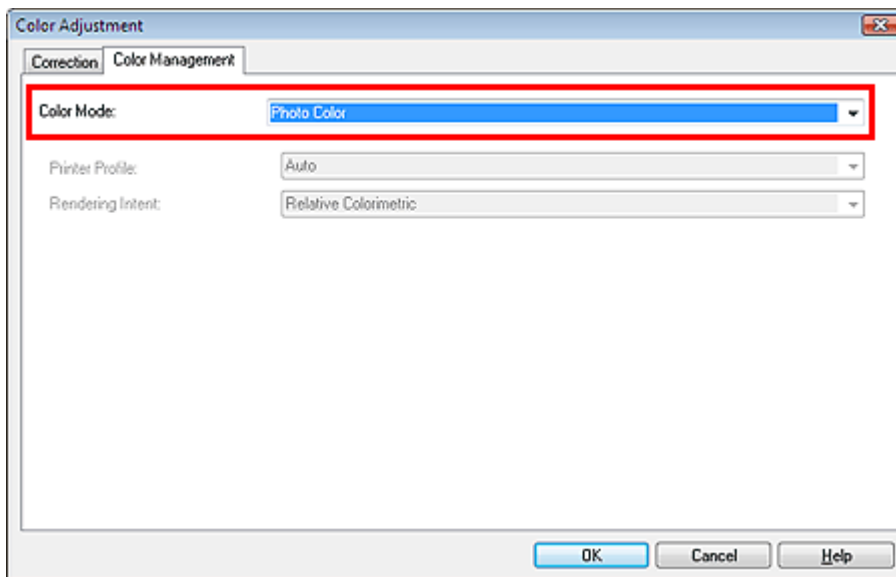 Color Adjustment
Correction Color Management
Color Mode: Photo Color
Printer Profile: Auto
Rendering Intent: Relative Colorimetric
OK Cancel Help